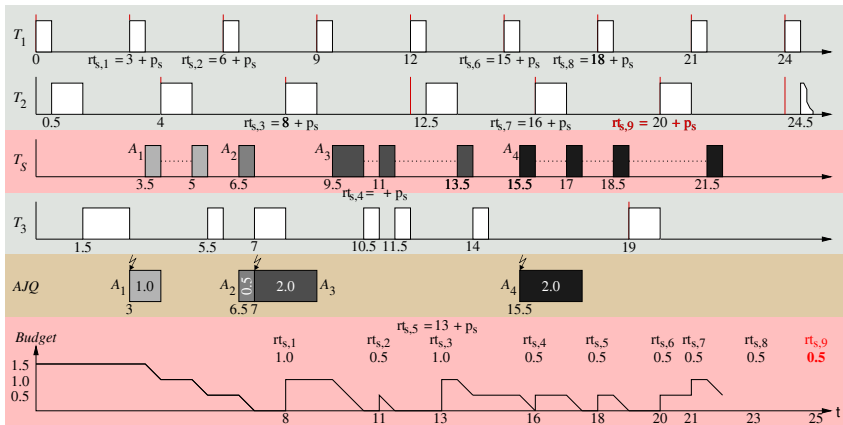 T1
0 rts,1 = 3 + ps rts,2 = 6 + ps 9 12 rts,6 = 15 + ps rts,8 = 18 + ps 21 24
T2
0.5 4 rts,3 = 8 + ps 12.5 rts,7 = 16 + ps rts,9 = 20 + ps 24.5
TS A1 A2 A3 A4
3.5 5 6.5 9.5 11 13.5 15.5 17 18.5 21.5
rts,4 = + ps
T3
1.5 5.5 7 10.5 11.5 14 19
AJQ A1 1.0 A2 0.5 2.0 A3 A4 2.0
3 6.5 7 15.5
rts,5 = 13 + ps
Budget rts,1 rts,2 rts,3 rts,4 rts,5 rts,6 rts,7 rts,8 rts,9
1.0 0.5 1.0 0.5 0.5 0.5 0.5 0.5 0.5
1.5
1.0
0.5
8 11 13 16 18 20 21 23 25 t